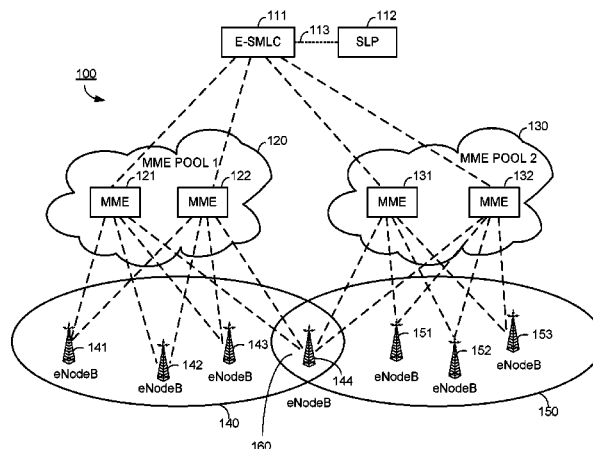 111
112
E-SMLC
113
SLP
100
120
130
MME POOL 1
MME POOL 2
121
122
131
132
MME
MME
MME
MME
141
142
143
144
151
152
153
eNodeB
eNodeB
eNodeB
eNodeB
eNodeB
eNodeB
eNodeB
140
160
150